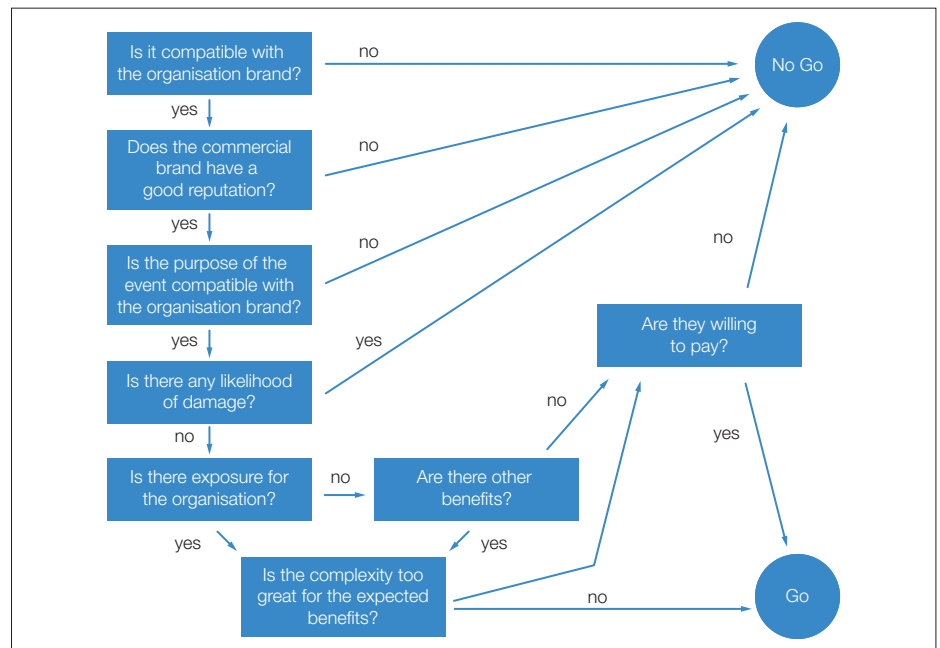 Is it compatible with
the organisation brand?
no
No Go
yes
Does the commercial
brand have a
good reputation?
no
yes
Is the purpose of the
event compatible with
the organisation brand?
no
yes
Is there any likelihood
of damage?
yes
no
Is there exposure for
the organisation?
no
Are there other
benefits?
no
Are they willing
to pay?
no
yes
yes
yes
Is the complexity too
great for the expected
benefits?
no
Go